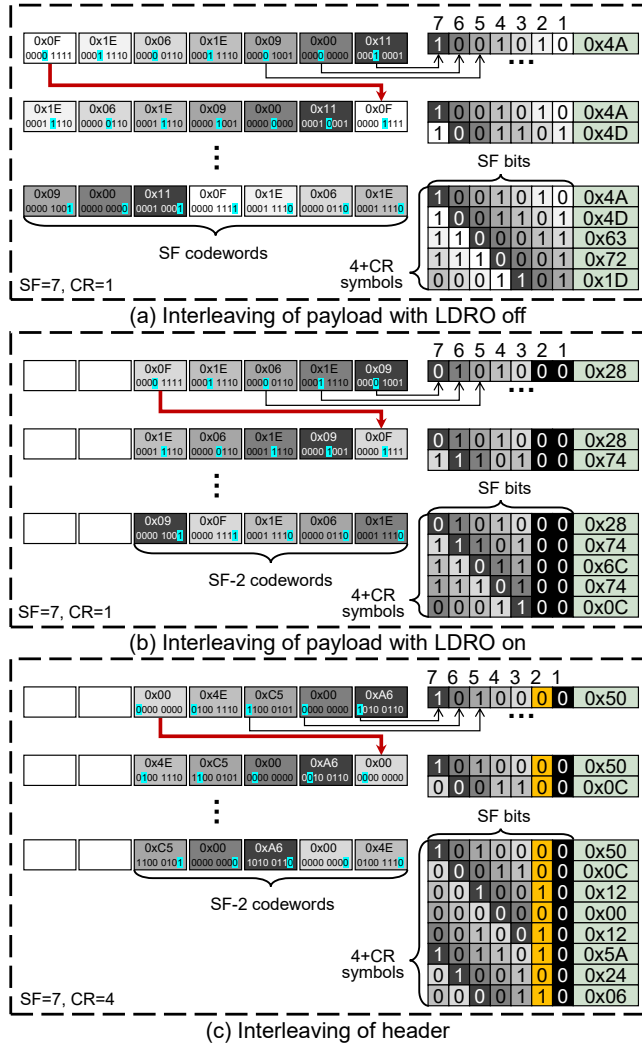 7 6 5 4 3 2 1
0x0F 0x1E 0x06 0x1E 0x09 0x00 0x11
0000 1111 0001 1110 0000 0110 0001 1110 0000 1001 0000 0000 0001 0001
1 0 0 1 0 1 0 0x4A
...
0x1E 0x06 0x1E 0x09 0x00 0x11 0x0F
0001 1110 0000 0110 0001 1110 0000 1001 0000 0000 0001 0001 0000 1111
1 0 0 1 0 1 0 0x4A
1 0 0 1 1 0 1 0x4D
SF bits
0x09 0x00 0x11 0x0F 0x1E 0x06 0x1E
0000 1001 0000 0000 0001 0001 0000 1111 0001 1110 0000 0110 0001 1110
SF codewords
4+CR
symbols
1 0 0 1 0 1 0 0x4A
1 0 0 1 1 0 1 0x4D
1 1 0 0 0 1 1 0x63
1 1 1 0 0 0 1 0x72
0 0 0 1 1 0 1 0x1D
SF=7, CR=1
(a) Interleaving of payload with LDRO off
7 6 5 4 3 2 1
0x0F 0x1E 0x06 0x1E 0x09
0000 1111 0001 1110 0000 0110 0001 1110 0000 1001
0 1 0 1 0 0 0 0x28
...
0x1E 0x06 0x1E 0x09 0x0F
0001 1110 0000 0110 0001 1110 0000 1001 0000 1111
0 1 0 1 0 0 0 0x28
1 1 1 0 1 0 0 0x74
SF bits
0x09 0x0F 0x1E 0x06 0x1E
0000 1001 0000 1111 0001 1110 0000 0110 0001 1110
SF-2 codewords
4+CR
symbols
0 1 0 1 0 0 0 0x28
1 1 1 0 1 0 0 0x74
1 1 0 1 1 0 0 0x6C
1 1 1 0 1 0 0 0x74
0 0 0 1 1 0 0 0x0C
SF=7, CR=1
(b) Interleaving of payload with LDRO on
7 6 5 4 3 2 1
0x00 0x4E 0xC5 0x00 0xA6
0000 0000 0100 1110 1100 0101 0000 0000 1010 0110
1 0 1 0 0 0 0 0x50
...
0x4E 0xC5 0x00 0xA6 0x00
0100 1110 1100 0101 0000 0000 1010 0110 0000 0000
1 0 1 0 0 0 0 0x50
0 0 0 1 1 0 0 0x0C
SF bits
0xC5 0x00 0xA6 0x00 0x4E
1100 0101 0000 0000 1010 0110 0000 0000 0100 1110
SF-2 codewords
4+CR
symbols
1 0 1 0 0 0 0 0x50
0 0 0 1 1 0 0 0x0C
0 0 1 0 0 1 0 0x12
0 0 0 0 0 0 0 0x00
0 0 1 0 0 1 0 0x12
1 0 1 1 0 1 0 0x5A
0 1 0 0 1 0 0 0x24
0 0 0 0 1 1 0 0x06
SF=7, CR=4
(c) Interleaving of header